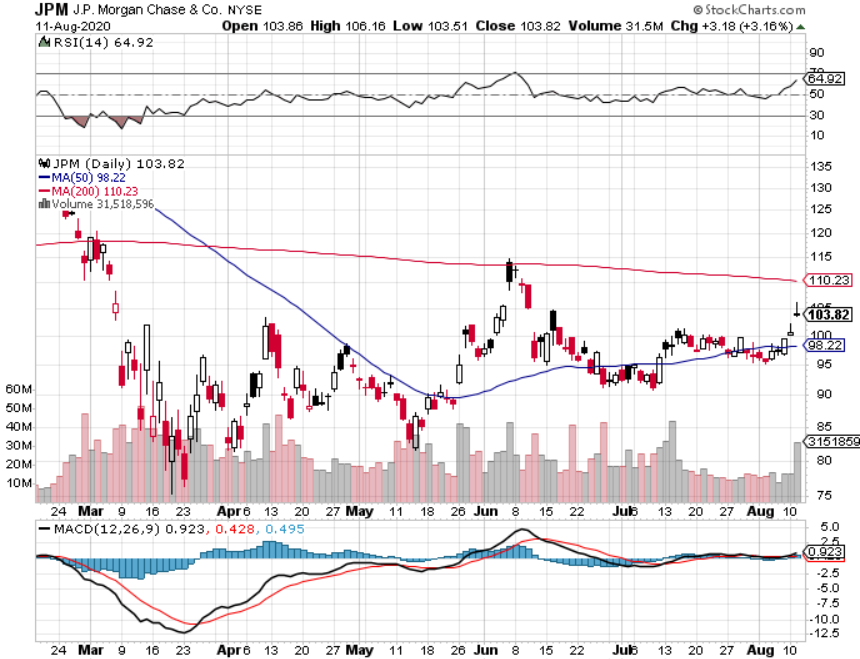 JPM J.P. Morgan Chase & Co. NYSE © StockCharts.com
11-Aug-2020 Open 103.86 High 106.16 Low 103.51 Close 103.82 Volume 31.5M Chg +3.18 (+3.16%)
RSI(14) 64.92
90
70
64.92
50
30
10
JPM (Daily) 103.82
MA(50) 98.22
MA(200) 110.23
Volume 31,518,596
135
130
125
120
115
110.23
105
103.82
100
98.22
95
90
85
80
75
60M
50M
40M
30M
20M
10M
3151859
24 Mar 9 16 23 Apr 6 13 20 27 May 11 18 26 Jun 8 15 22 Jul 6 13 20 27 Aug 10
MACD(12,26,9) 0.923, 0.428, 0.495
5.0
0.923
-2.5
-5.0
-7.5
-10.0
-12.5
24 Mar 9 16 23 Apr 6 13 20 27 May 11 18 26 Jun 8 15 22 Jul 6 13 20 27 Aug 10